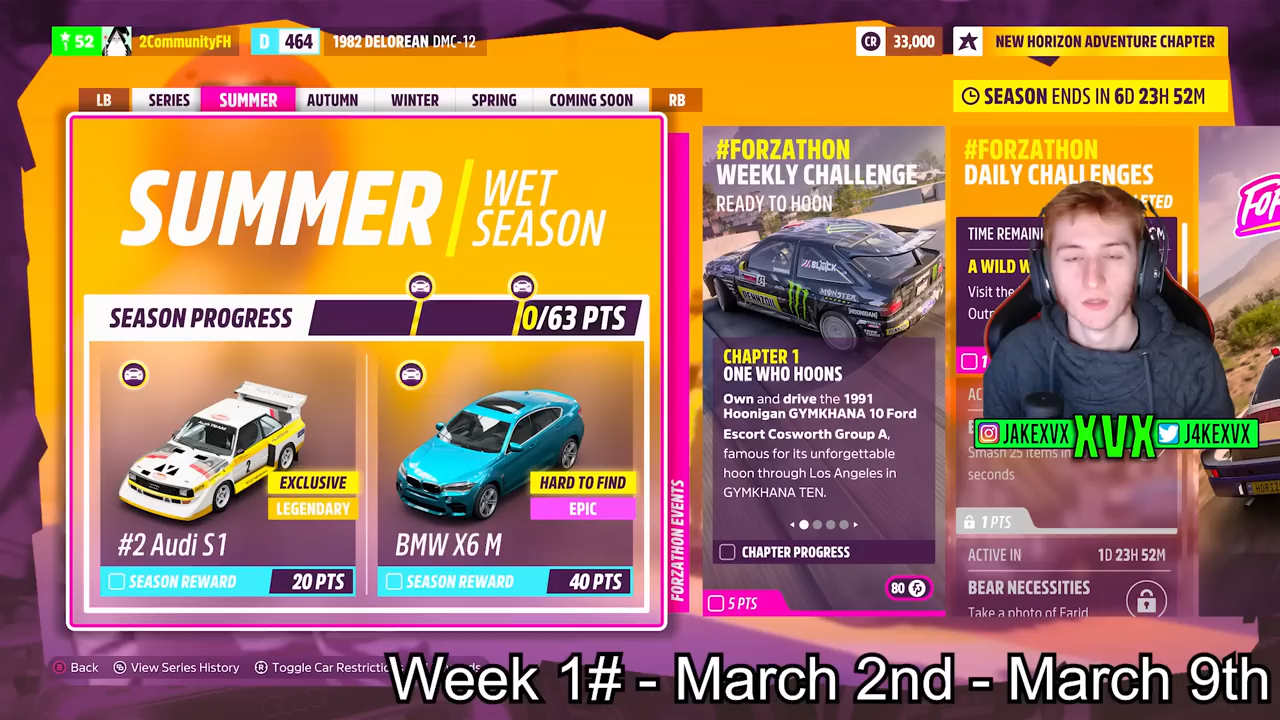 52
2CommunityFH
D 464
1982 DELOREAN DMC-12
CR 33,000
NEW HORIZON ADVENTURE CHAPTER
LB
SERIES
SUMMER
AUTUMN
WINTER
SPRING
COMING SOON
RB
SEASON ENDS IN 6D 23H 52M
SUMMER
WET
SEASON
SEASON PROGRESS
0/63 PTS
EXCLUSIVE
LEGENDARY
#2 Audi S1
SEASON REWARD
20 PTS
HARD TO FIND
EPIC
BMW X6 M
SEASON REWARD
40 PTS
FORZATHON EVENTS
#FORZATHON
WEEKLY CHALLENGE
READY TO HOON
PENNZOIL
MONSTER
CHAPTER 1
ONE WHO HOONS
Own and drive the 1991
Hoonigan GYMKHANA 10 Ford
Escort Cosworth Group A,
famous for its unforgettable
hoon through Los Angeles in
GYMKHANA TEN.
CHAPTER PROGRESS
80
5 PTS
#FORZATHON
DAILY CHALLENGES
TIME
A WILD
Visit the
SMASH 25 items in
seconds
1 PTS
ACTIVE IN
1D 23H 52M
BEAR NECESSITIES
Take a photo of Farid
JAKEXVX
XVX
J4KEXVX
B Back
View Series History
R Toggle Car
Week 1# - March 2nd - March 9th